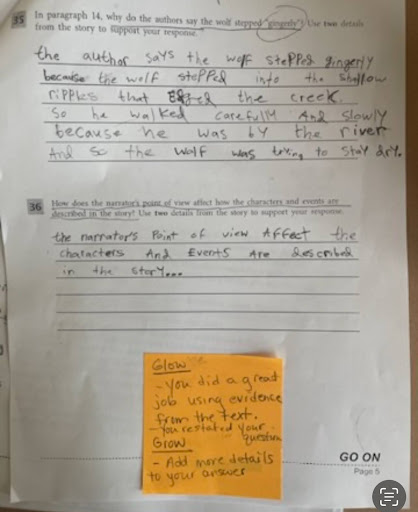 35 In paragraph 14, why do the authors say the wolf stepped "gingerly"? Use two details
from the story to support your response.
the author says the wolf stepped gingerly
because the wolf stepped into the shallow
ripples that Edged the creek.
So he walked carefully And slowly
because he was by the river
And so the wolf was trying to stay dry.
36 How does the narrator's point of view affect how the characters and events are
described in the story? Use two details from the story to support your response.
the narrator's Point of view Affect the
characters And Events Are described
in the story...
Glow
- You did a great
job using evidence
from the text.
- You restated your
question
Grow
- Add more details
to your answer
GO ON
Page 5